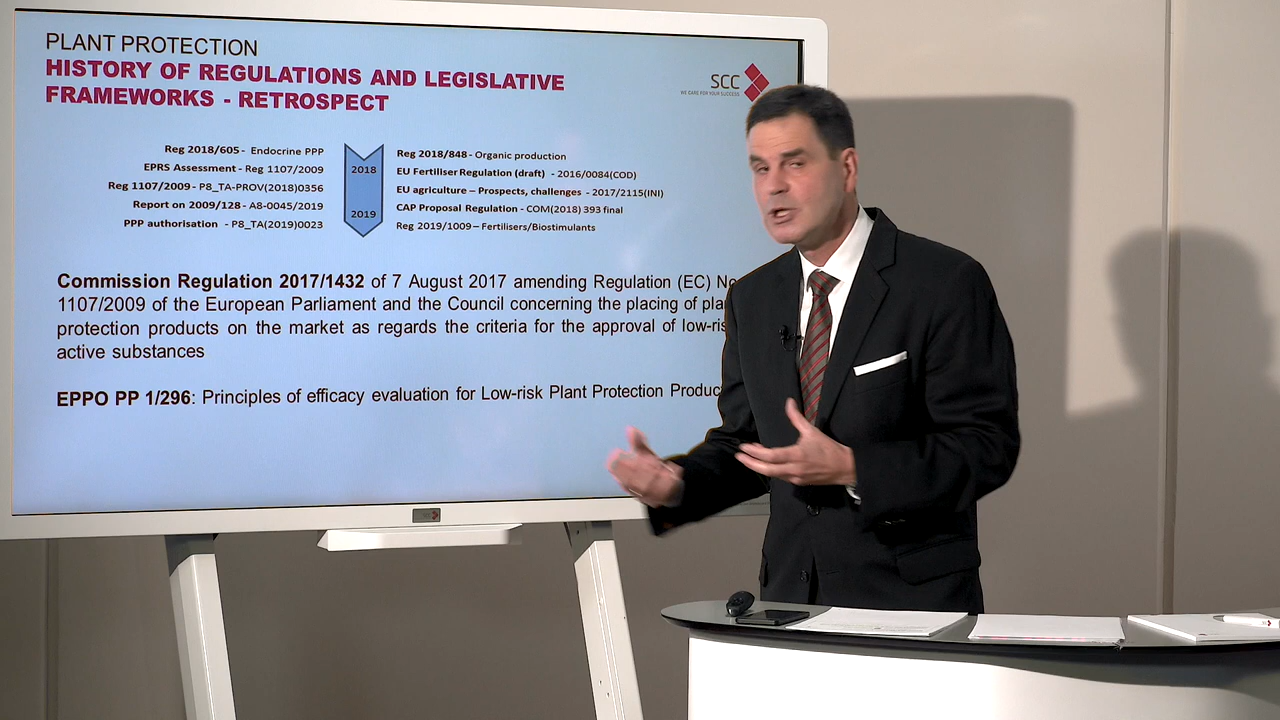 PLANT PROTECTION
HISTORY OF REGULATIONS AND LEGISLATIVE
FRAMEWORKS - RETROSPECT
SCC
WE CARE FOR YOUR SUCCESS
Reg 2018/605 - Endocrine PPP
EPRS Assessment - Reg 1107/2009
Reg 1107/2009 - P8_TA-PROV(2018)0356
Report on 2009/128 - A8-0045/2019
PPP authorisation - P8_TA(2019)0023
2018
2019
Reg 2018/848 - Organic production
EU Fertiliser Regulation (draft) - 2016/0084(COD)
EU agriculture – Prospects, challenges - 2017/2115(INI)
CAP Proposal Regulation - COM(2018) 393 final
Reg 2019/1009 – Fertilisers/Biostimulants
Commission Regulation 2017/1432 of 7 August 2017 amending Regulation (EC) No
1107/2009 of the European Parliament and the Council concerning the placing of pla
protection products on the market as regards the criteria for the approval of low-ris
active substances
EPPO PP 1/296: Principles of efficacy evaluation for Low-risk Plant Protection Produc